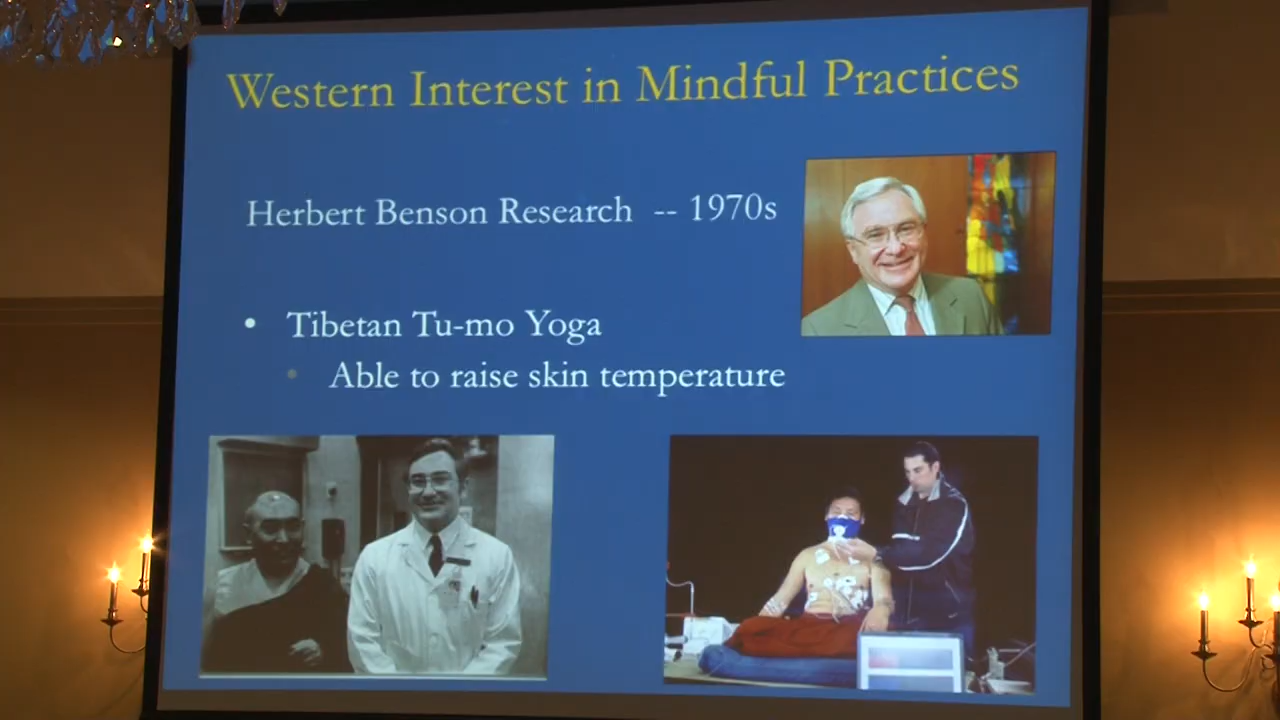 Western Interest in Mindful Practices
Herbert Benson Research -- 1970s
• Tibetan Tu-mo Yoga
• Able to raise skin temperature